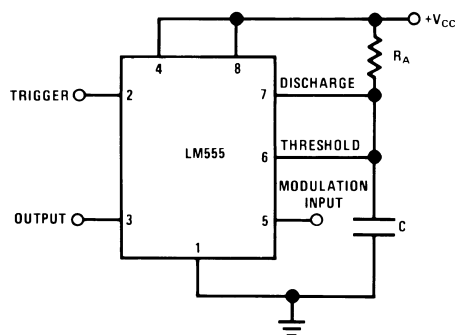 +VCC
RA
4
8
TRIGGER
2
7
DISCHARGE
LM555
6
THRESHOLD
MODULATION
INPUT
OUTPUT
3
5
C
1